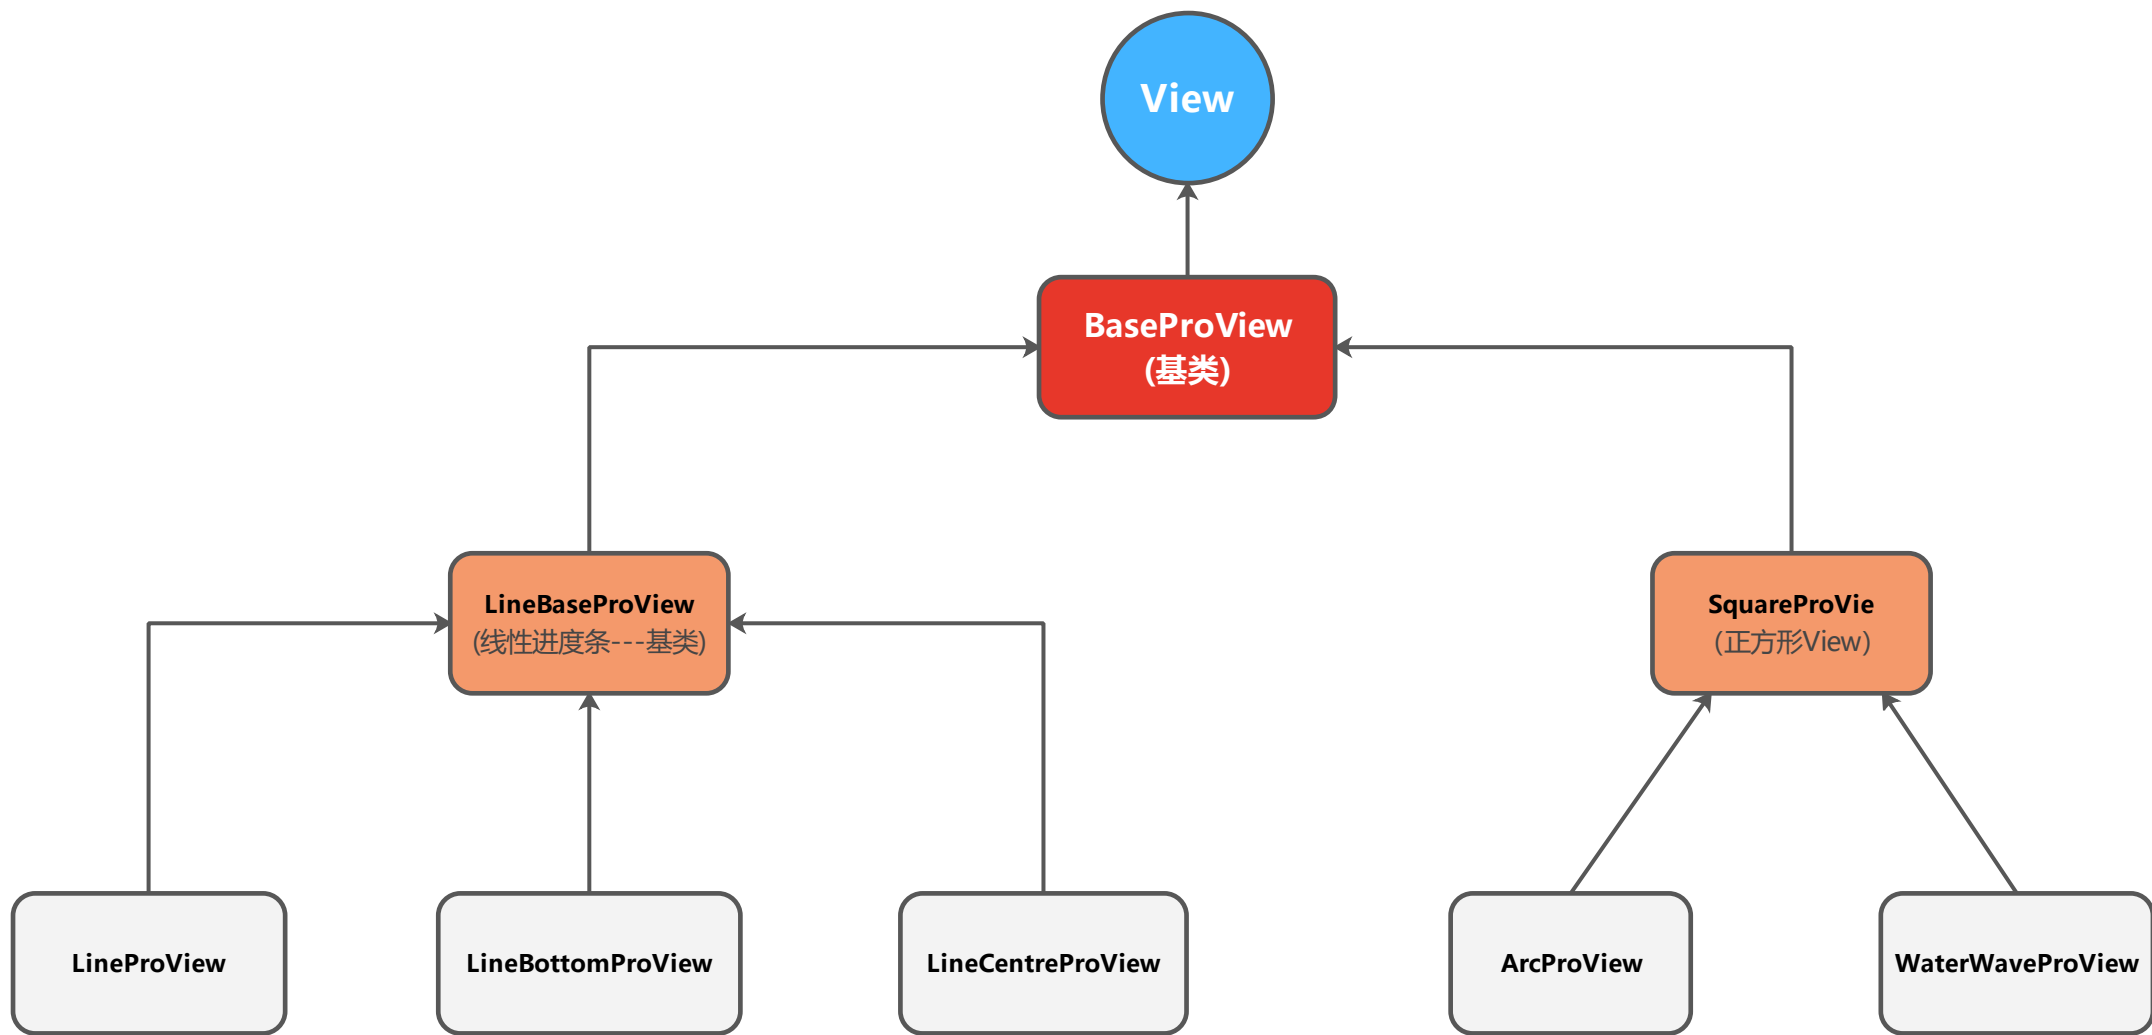 View
BaseProView
(基类)
LineBaseProView
(线性进度条---基类)
SquareProVie
(正方形View)
LineProView
LineBottomProView
LineCentreProView
ArcProView
WaterWaveProView